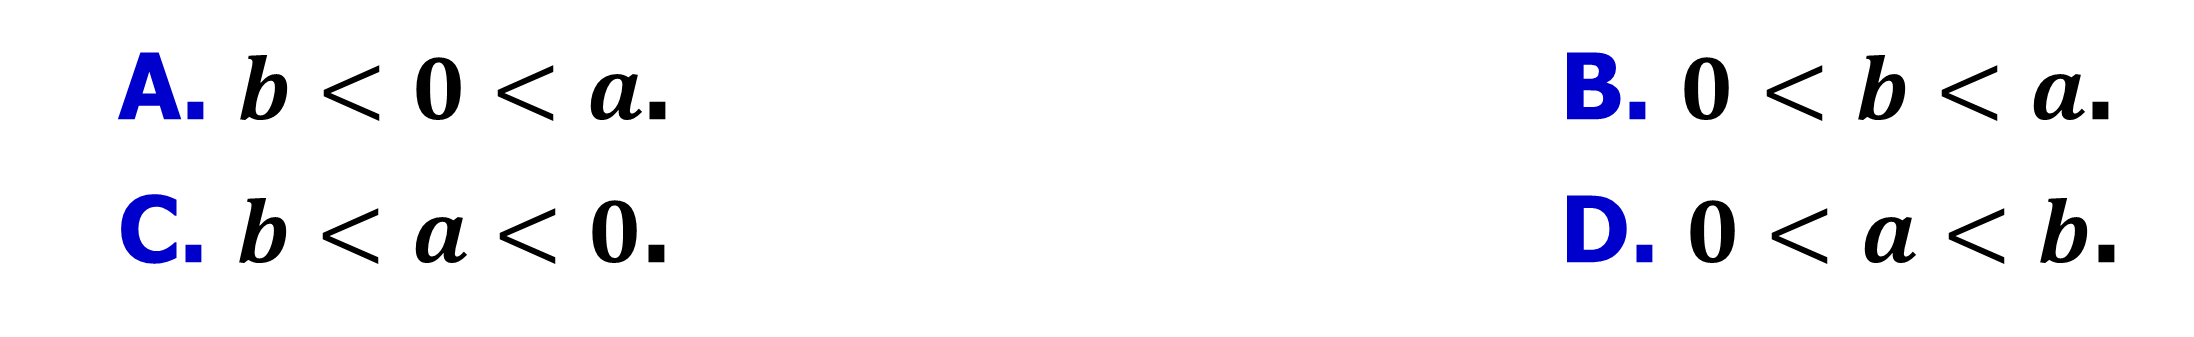 A. b < 0 < a. B. 0 < b < a.
C. b < a < 0. D. 0 < a < b.